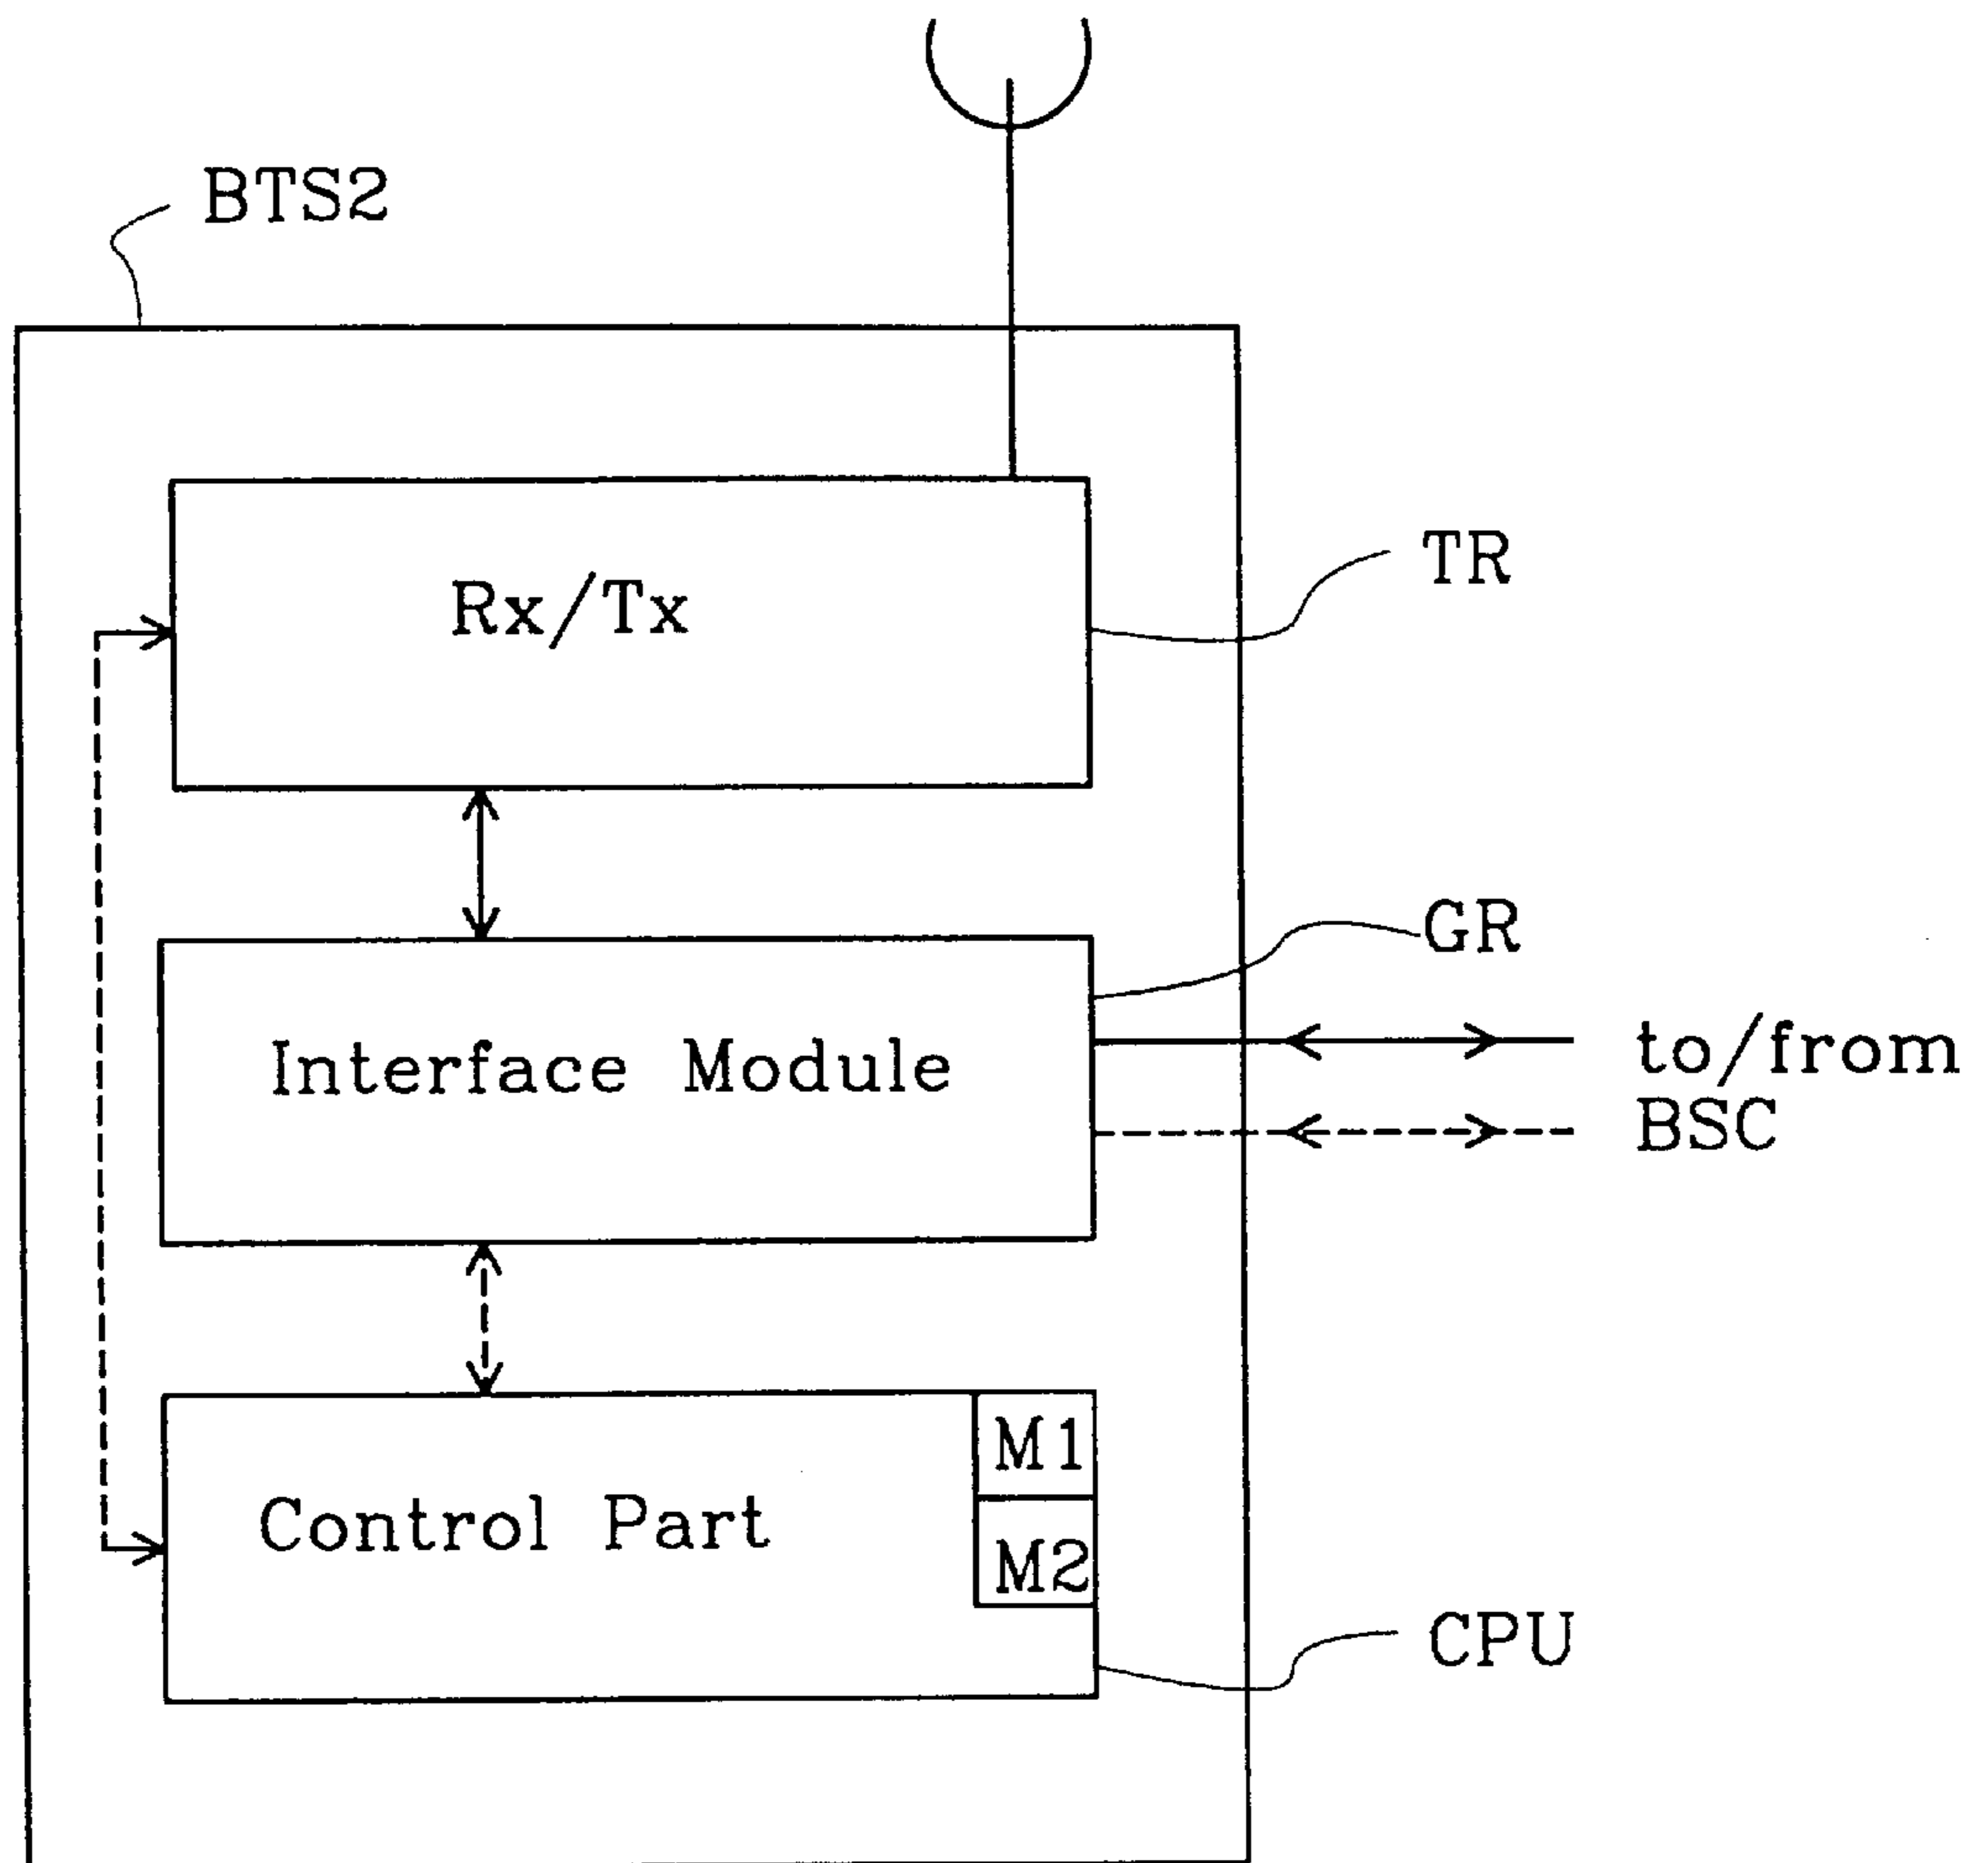 BTS2
Rx/Tx
TR
GR
Interface Module
to/from
BSC
M1
Control Part
M2
CPU